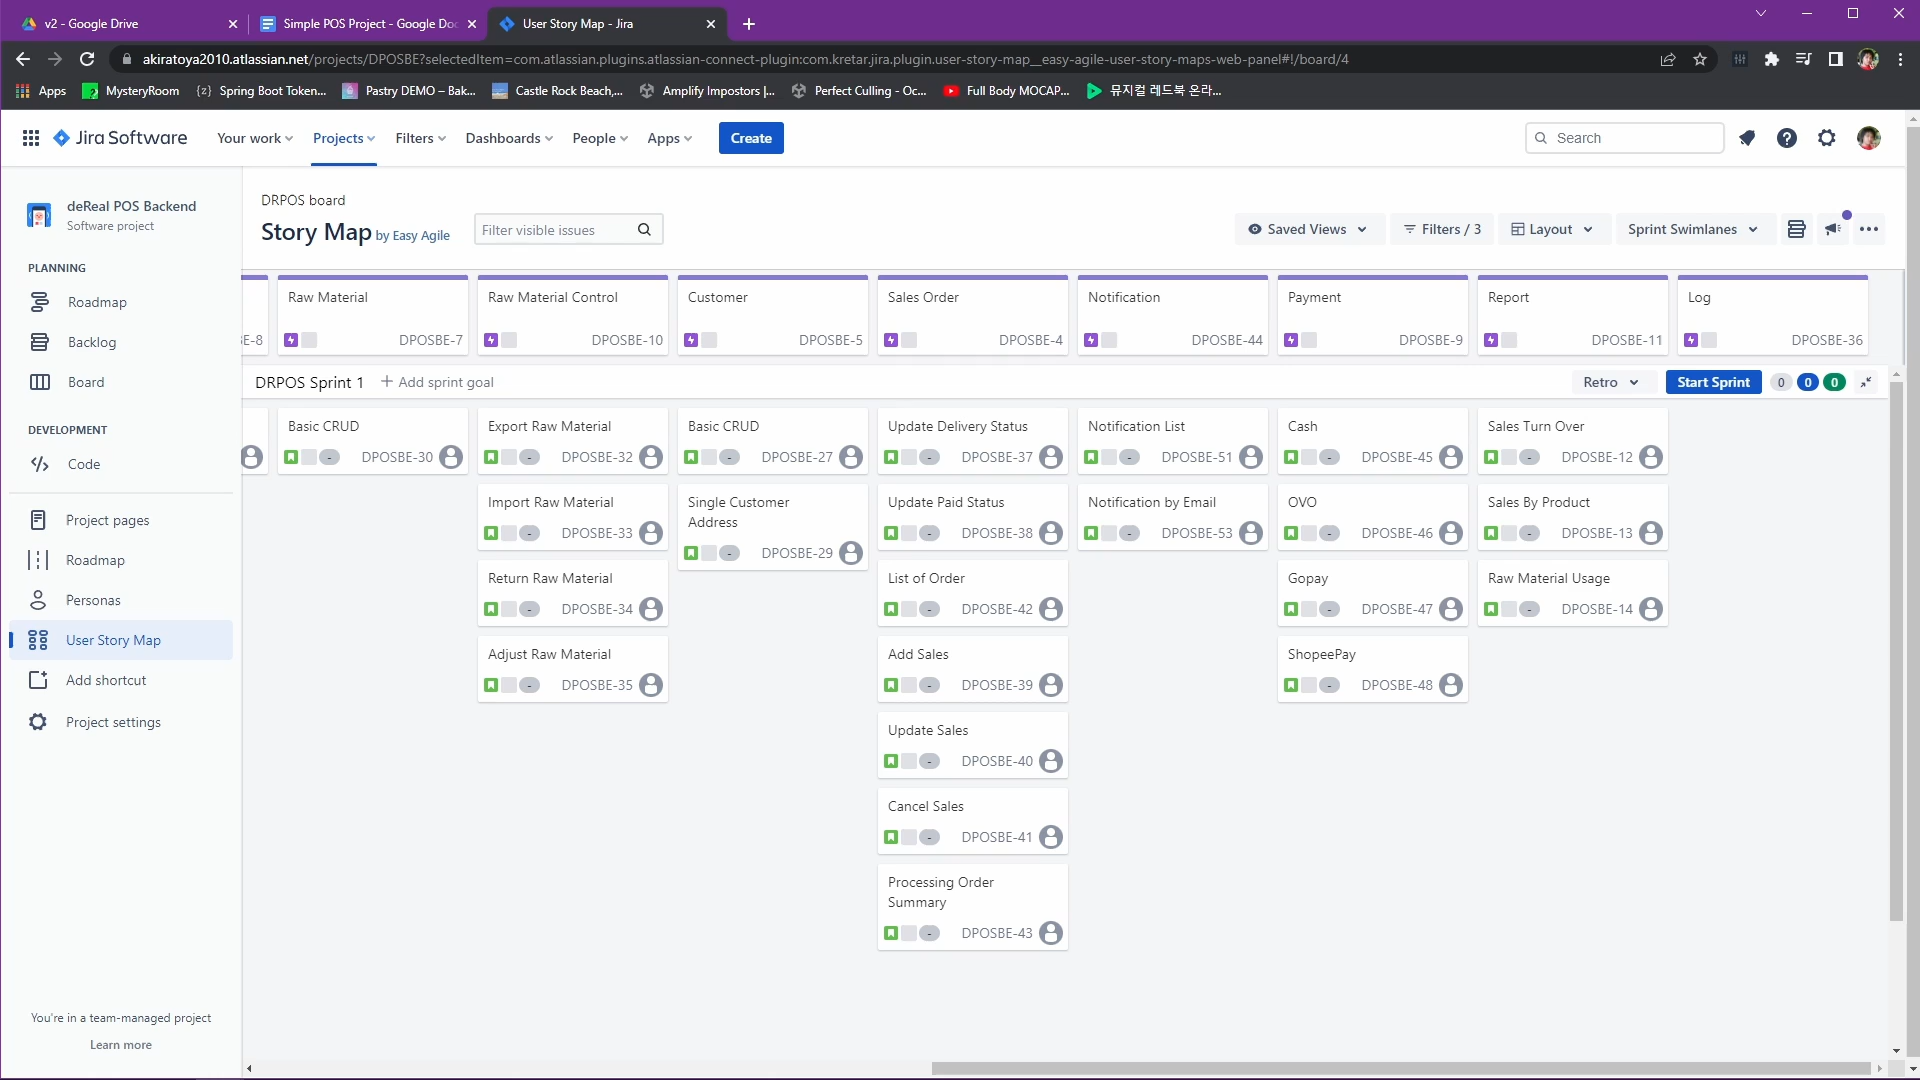 v2 - Google Drive
Simple POS Project - Google Doc
User Story Map - Jira
akiratoya2010.atlassian.net/projects/DPOSBE?selectedItem=com.atlassian.plugins.atlassian-connect-plugin:com.kretar.jira.plugin.user-story-map__easy-agile-user-story-maps-web-panel#!/board/4
Apps
MysteryRoom
Spring Boot Token...
Pastry DEMO – Bak...
Castle Rock Beach,...
Amplify Impostors |...
Perfect Culling - Oc...
Full Body MOCAP...
뮤지컬 레드북 온라...
Jira Software
Your work
Projects
Filters
Dashboards
People
Apps
Create
Search
deReal POS Backend
Software project
PLANNING
Roadmap
Backlog
Board
DEVELOPMENT
Code
Project pages
Roadmap
Personas
User Story Map
Add shortcut
Project settings
You're in a team-managed project
Learn more
DRPOS board
Story Map by Easy Agile
Filter visible issues
Saved Views
Filters / 3
Layout
Sprint Swimlanes
E-8
Raw Material
DPOSBE-7
Raw Material Control
DPOSBE-10
Customer
DPOSBE-5
Sales Order
DPOSBE-4
Notification
DPOSBE-44
Payment
DPOSBE-9
Report
DPOSBE-11
Log
DPOSBE-36
DRPOS Sprint 1
+ Add sprint goal
Retro
Start Sprint
0
0
0
Basic CRUD
- DPOSBE-30
Export Raw Material
- DPOSBE-32
Import Raw Material
- DPOSBE-33
Return Raw Material
- DPOSBE-34
Adjust Raw Material
- DPOSBE-35
Basic CRUD
- DPOSBE-27
Single Customer
Address
- DPOSBE-29
Update Delivery Status
- DPOSBE-37
Update Paid Status
- DPOSBE-38
List of Order
- DPOSBE-42
Add Sales
- DPOSBE-39
Update Sales
- DPOSBE-40
Cancel Sales
- DPOSBE-41
Processing Order
Summary
- DPOSBE-43
Notification List
- DPOSBE-51
Notification by Email
- DPOSBE-53
Cash
- DPOSBE-45
OVO
- DPOSBE-46
Gopay
- DPOSBE-47
ShopeePay
- DPOSBE-48
Sales Turn Over
- DPOSBE-12
Sales By Product
- DPOSBE-13
Raw Material Usage
- DPOSBE-14